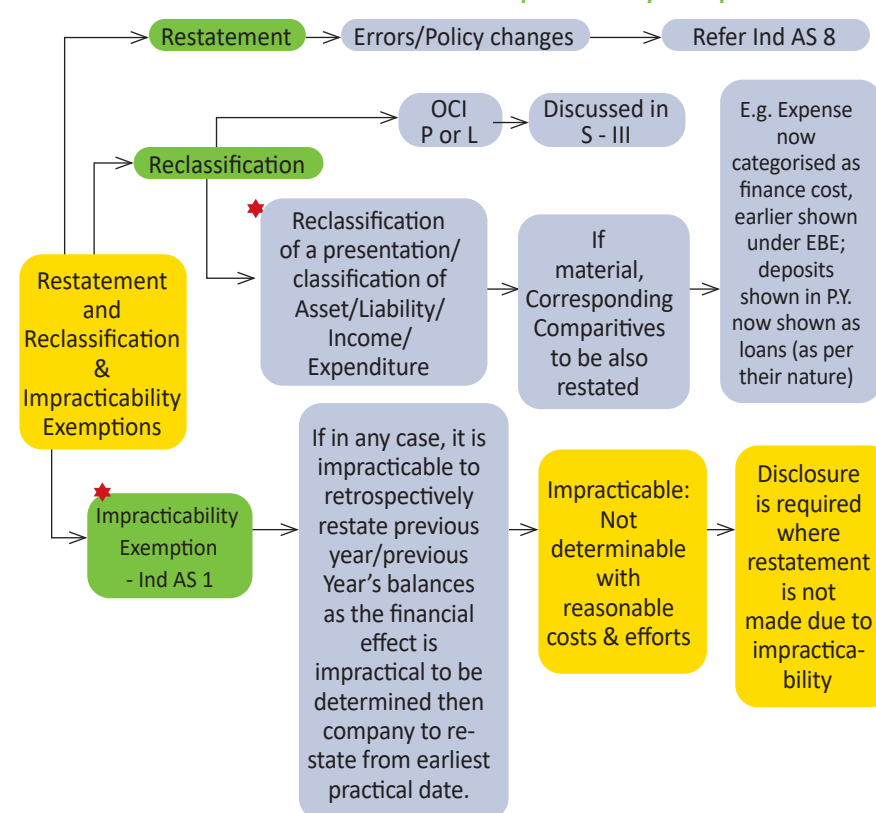 Restatement
Errors/Policy changes
Refer Ind AS 8
OCI
P or L
Discussed in
S - III
Reclassification
E.g. Expense
now
categorised as
finance cost,
earlier shown
under EBE;
deposits
shown in P.Y.
now shown as
loans (as per
their nature)
Reclassification
of a presentation/
classification of
Asset/Liability/
Income/
Expenditure
If
material,
Corresponding
Comparitives
to be also
restated
Restatement
and
Reclassification
&
Impracticability
Exemptions
Impracticability
Exemption
- Ind AS 1
If in any case, it is
impracticable to
retrospectively
restate previous
year/previous
Year's balances
as the financial
effect is
impractical to be
determined then
company to re-
state from earliest
practical date.
Impracticable:
Not
determinable
with
reasonable
costs & efforts
Disclosure
is required
where
restatement
is not
made due to
impractica-
bility